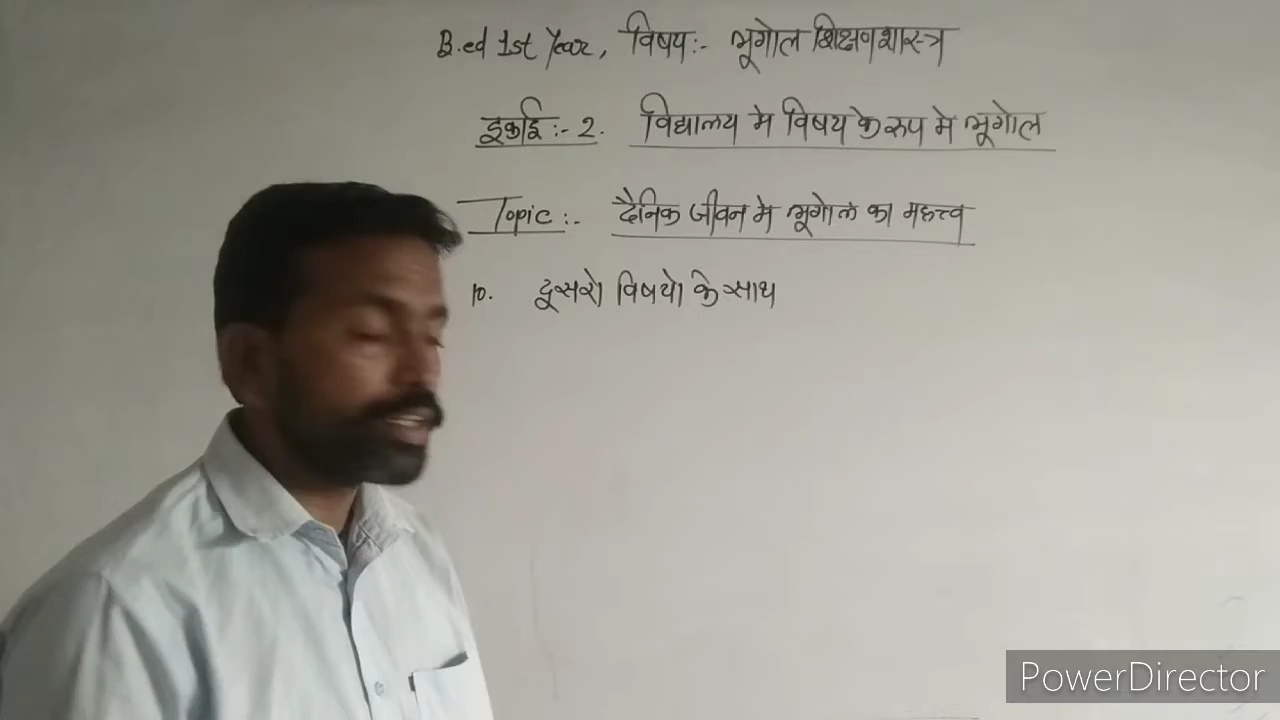 B.ed 1st Year, विषय:- भूगोल शिक्षणशास्त्र
इकाई :- 2. विद्यालय मे विषय के रुप मे भूगोल
Topic :- दैनिक जीवन मे भूगोल का महत्त्व
10. दूसरो विषयो के साथ
PowerDirector